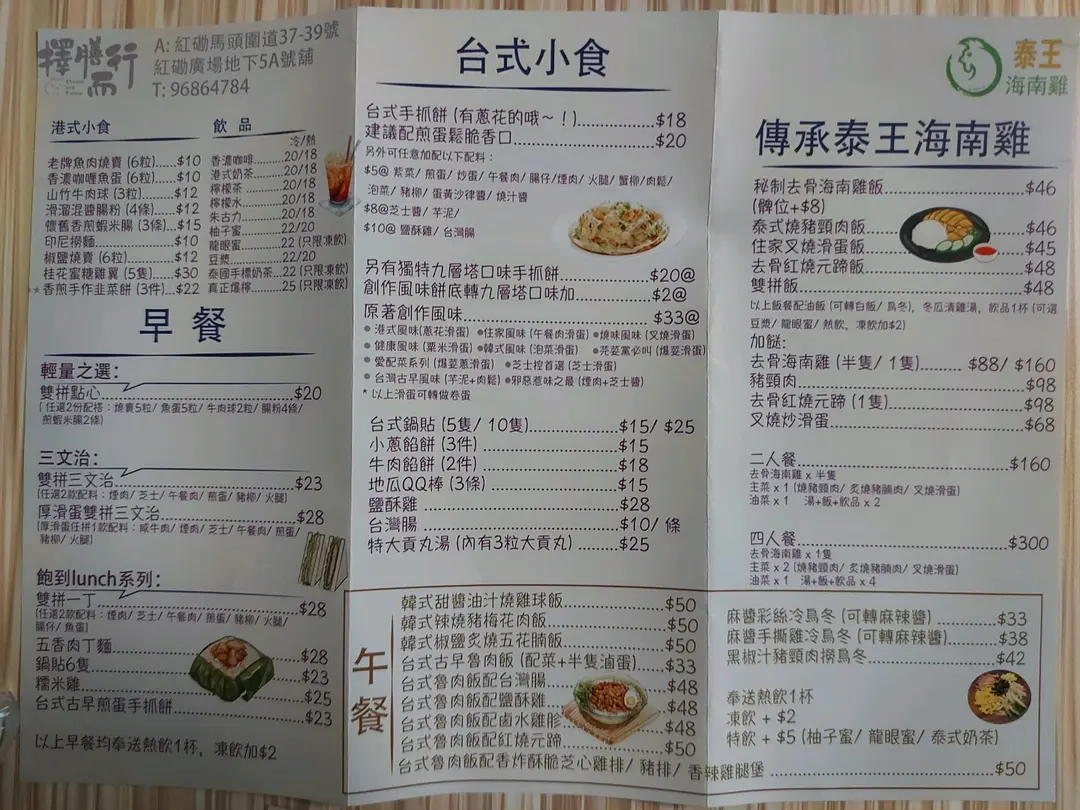 擇膳而行
A: 紅磡馬頭圍道37-39號
紅磡廣場地下5A號舖
T: 96864784
港式小食
老牌魚肉燒賣 (6粒).....$10
香濃咖喱魚蛋 (6粒).....$10
山竹牛肉球 (3粒).......$12
滑溜混醬腸粉 (4條).....$12
懷舊香煎蝦米腸 (3條)...$15
印尼撈麵...................$10
椒鹽燒賣 (6粒)............$12
桂花蜜糖雞翼 (5隻)......$30
香煎手作韭菜餅 (3件)....$22
飲品
冷/熱
香濃咖啡..........20/18
港式奶茶..........20/18
檸檬茶.............20/18
檸檬水.............20/18
朱古力.............20/18
柚子蜜.............22/20
龍眼蜜.............22 (只限凍飲)
豆漿................22/20
泰國手標奶茶...22 (只限凍飲)
真正爆檸..........25 (只限凍飲)
早餐
輕量之選：
雙拼點心.................................$20
( 任選2份配搭：燒賣5粒/ 魚蛋5粒/ 牛肉球2粒/ 腸粉4條/
煎蝦米腸2條)
三文治：
雙拼三文治..............................$23
(任選2款配料：煙肉/ 芝士/ 午餐肉/ 煎蛋/ 豬柳/ 火腿)
厚滑蛋雙拼三文治.....................$28
(厚滑蛋任拼1款配料：咸牛肉/ 煙肉/ 芝士/ 午餐肉/ 煎蛋/
豬柳/ 火腿)
飽到lunch系列：
雙拼一丁.................................$28
(任選2款配料：煙肉/ 芝士/ 午餐肉/ 煎蛋/ 豬柳/ 火腿/
腸仔/ 魚蛋)
五香肉丁麵..............................$28
鍋貼6隻..................................$23
糯米雞....................................$25
台式古早煎蛋手抓餅..................$23
以上早餐均奉送熱飲1杯，凍飲加$2
台式小食
台式手抓餅 (有蔥花的哦～！)..........$18
建議配煎蛋鬆脆香口.....................$20
另外可任意加配以下配料：
$5@ 紫菜/ 煎蛋/ 炒蛋/ 午餐肉/ 腸仔/煙肉/ 火腿/ 蟹柳/肉鬆/
泡菜/ 豬柳/ 蛋黃沙律醬/ 燒汁醬
$8@芝士醬/ 芋泥/
$10@ 鹽酥雞/ 台灣腸
另有獨特九層塔口味手抓餅............$20@
創作風味餅底轉九層塔口味加..........$2@
原著創作風味..............................$33@
● 港式風味(蔥花滑蛋) ●住家風味 (午餐肉滑蛋) ●燒味風味 (叉燒滑蛋)
● 健康風味 (粟米滑蛋) ●韓式風味 (泡菜滑蛋) ●芫荽黨必叫 (爆荽滑蛋)
● 愛配菜系列 (爆荽蔥滑蛋) ●芝士控首選 (芝士滑蛋)
● 台灣古早風味 (芋泥+肉鬆) ●邪惡惹味之最 (煙肉+芝士醬)
* 以上滑蛋可轉做卷蛋
台式鍋貼 (5隻/ 10隻)..................$15/ $25
小蔥餡餅 (3件)...........................$15
牛肉餡餅 (2件)...........................$18
地瓜QQ棒 (3條)..........................$15
鹽酥雞 ....................................$28
台灣腸 ....................................$10/ 條
特大貢丸湯 (內有3粒大貢丸) .........$25
午餐
韓式甜醬油汁燒雞球飯.................$50
韓式辣燒豬梅花肉飯....................$50
韓式椒鹽炙燒五花腩飯.................$50
台式古早魯肉飯 (配菜+半隻滷蛋)....$33
台式魯肉飯配台灣腸....................$48
台式魯肉飯配鹽酥雞....................$48
台式魯肉飯配鹵水雞髀.................$48
台式魯肉飯配紅燒元蹄.................$50
台式魯肉飯配香炸酥脆芝心雞排/ 豬排/ 香辣雞腿堡 ..............................$50
泰王
海南雞
傳承泰王海南雞
秘制去骨海南雞飯........................$46
(髀位+$8)
泰式燒豬頸肉飯...........................$46
住家叉燒滑蛋飯...........................$45
去骨紅燒元蹄飯...........................$48
雙拼飯.......................................$48
以上飯餐配油飯 (可轉白飯/ 烏冬)，冬瓜漬雞湯，飲品1杯 (可選
豆漿/ 龍眼蜜/ 熱飲，凍飲加$2)
加餸：
去骨海南雞 (半隻/ 1隻)......... $88/ $160
豬頸肉.......................................$98
去骨紅燒元蹄 (1隻)......................$98
叉燒炒滑蛋.................................$68
二人餐.......................................$160
去骨海南雞 x 半隻
主菜 x 1 (燒豬頸肉/ 炙燒豬腩肉/ 叉燒滑蛋)
油菜 x 1 湯+飯+飲品 x 2
四人餐.......................................$300
去骨海南雞 x 1隻
主菜 x 2 (燒豬頸肉/ 炙燒豬腩肉/ 叉燒滑蛋)
油菜 x 1 湯+飯+飲品 x 4
麻醬彩絲冷烏冬 (可轉麻辣醬) ............$33
麻醬手撕雞冷烏冬 (可轉麻辣醬)..........$38
黑椒汁豬頸肉撈烏冬........................$42
奉送熱飲1杯
凍飲 + $2
特飲 + $5 (柚子蜜/ 龍眼蜜/ 泰式奶茶)